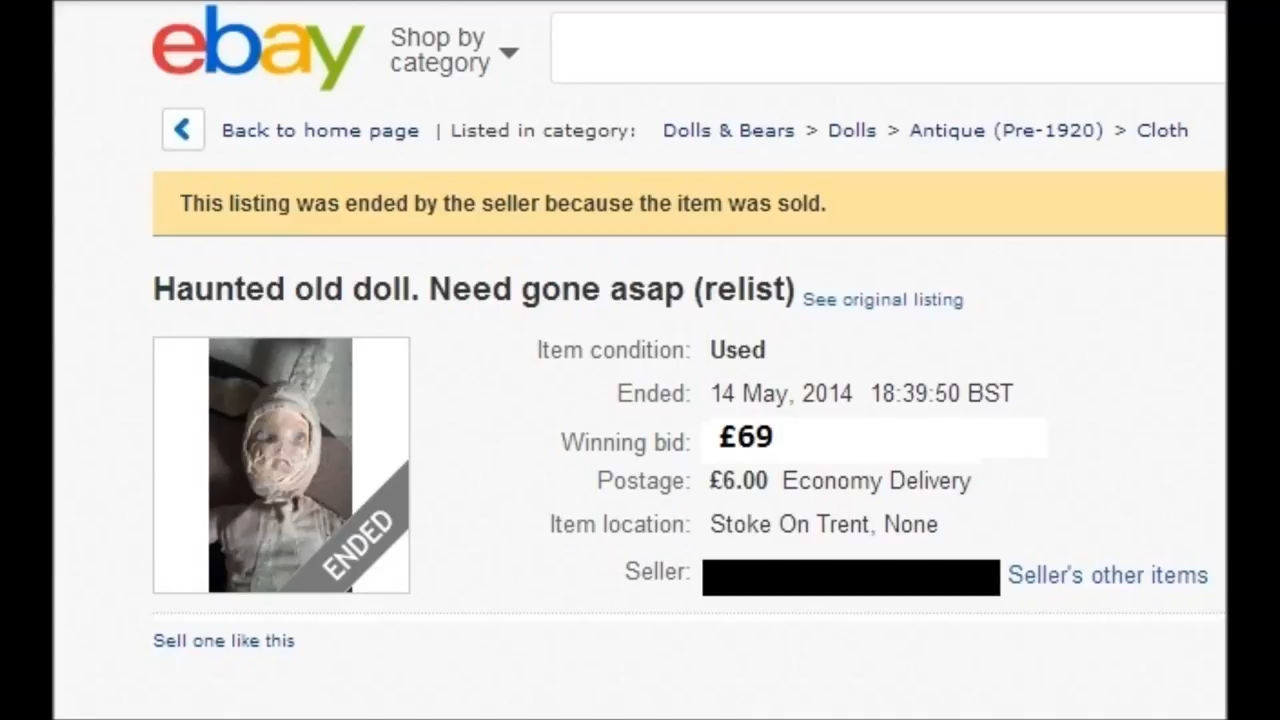 ebay
Shop by
category
Back to home page | Listed in category: Dolls & Bears > Dolls > Antique (Pre-1920) > Cloth
This listing was ended by the seller because the item was sold.
Haunted old doll. Need gone asap (relist) See original listing
Item condition: Used
Ended: 14 May, 2014 18:39:50 BST
Winning bid: £69
Postage: £6.00 Economy Delivery
Item location: Stoke On Trent, None
Seller: Seller's other items
ENDED
Sell one like this